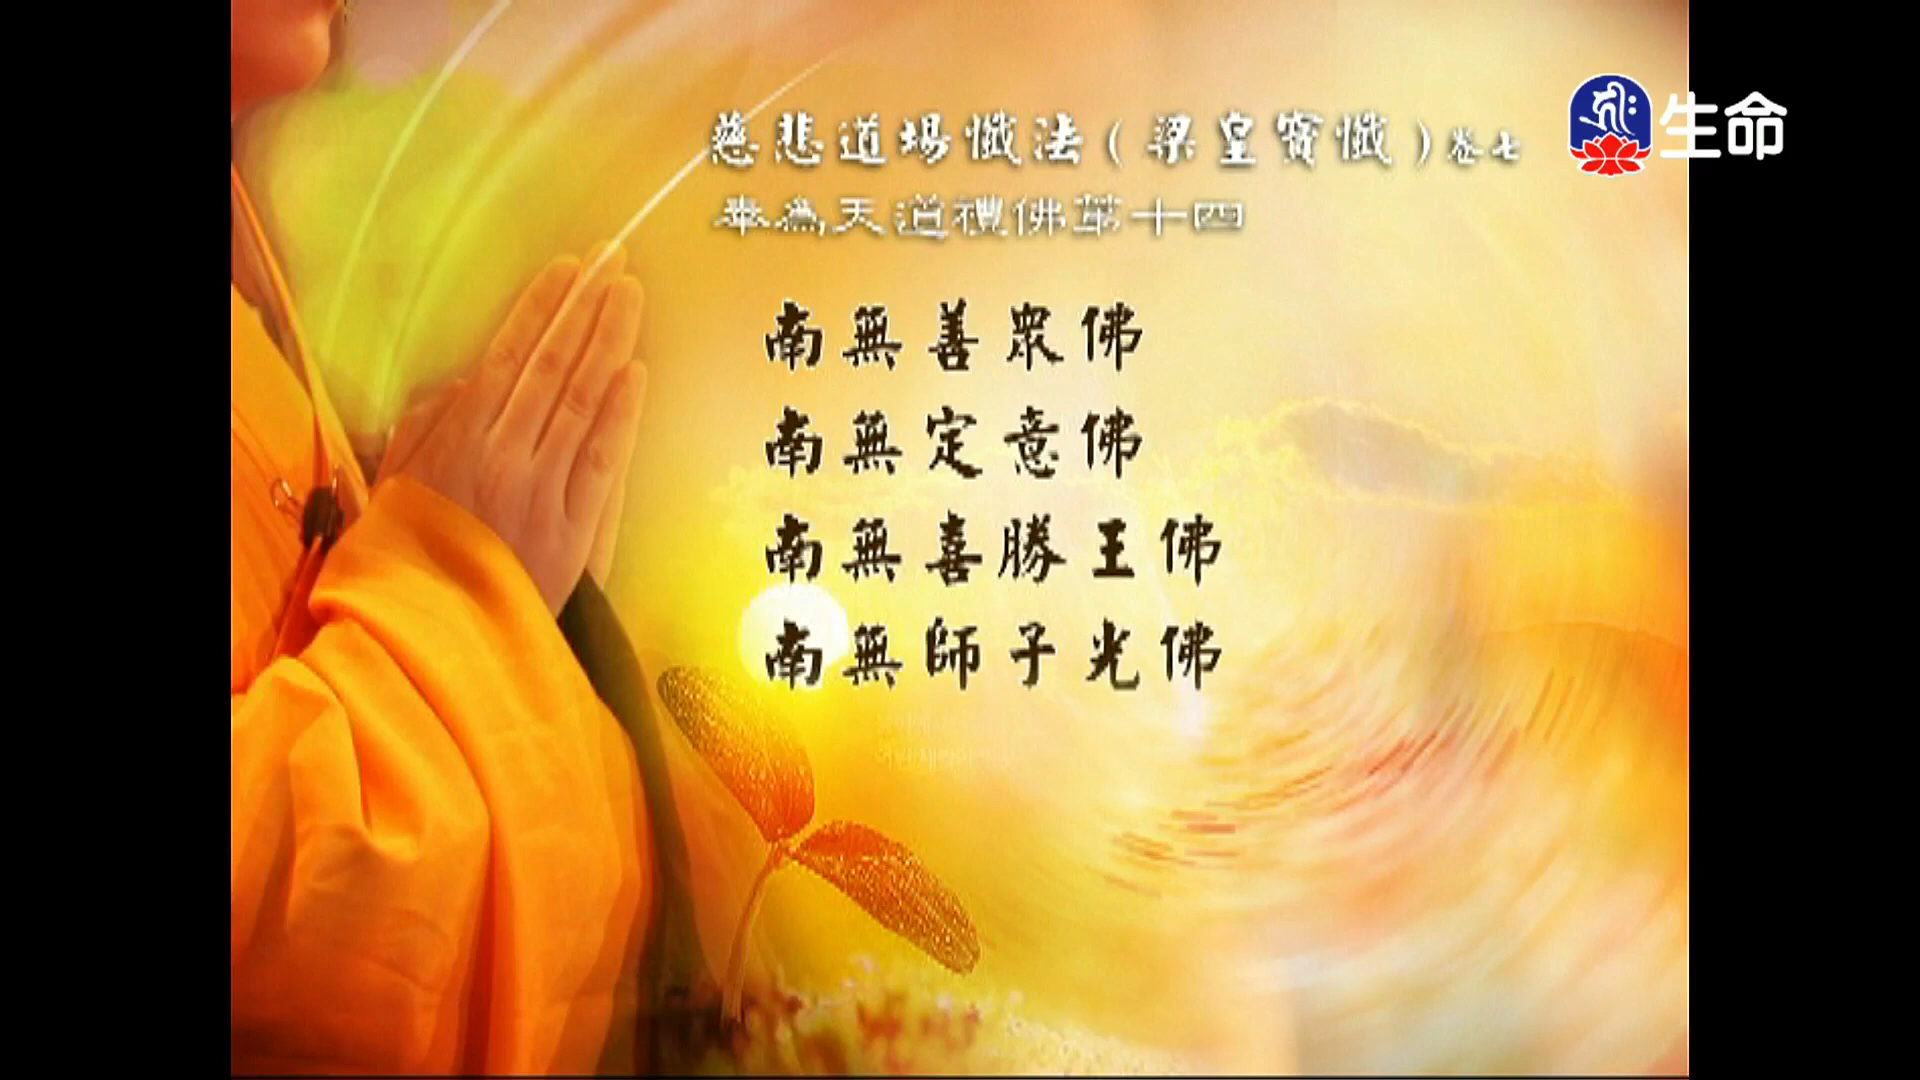 慈悲道場懺法(梁皇寶懺)卷七
生命
奉為天道禮佛第十四
南無善眾佛
南無定意佛
南無喜勝王佛
南無師子光佛